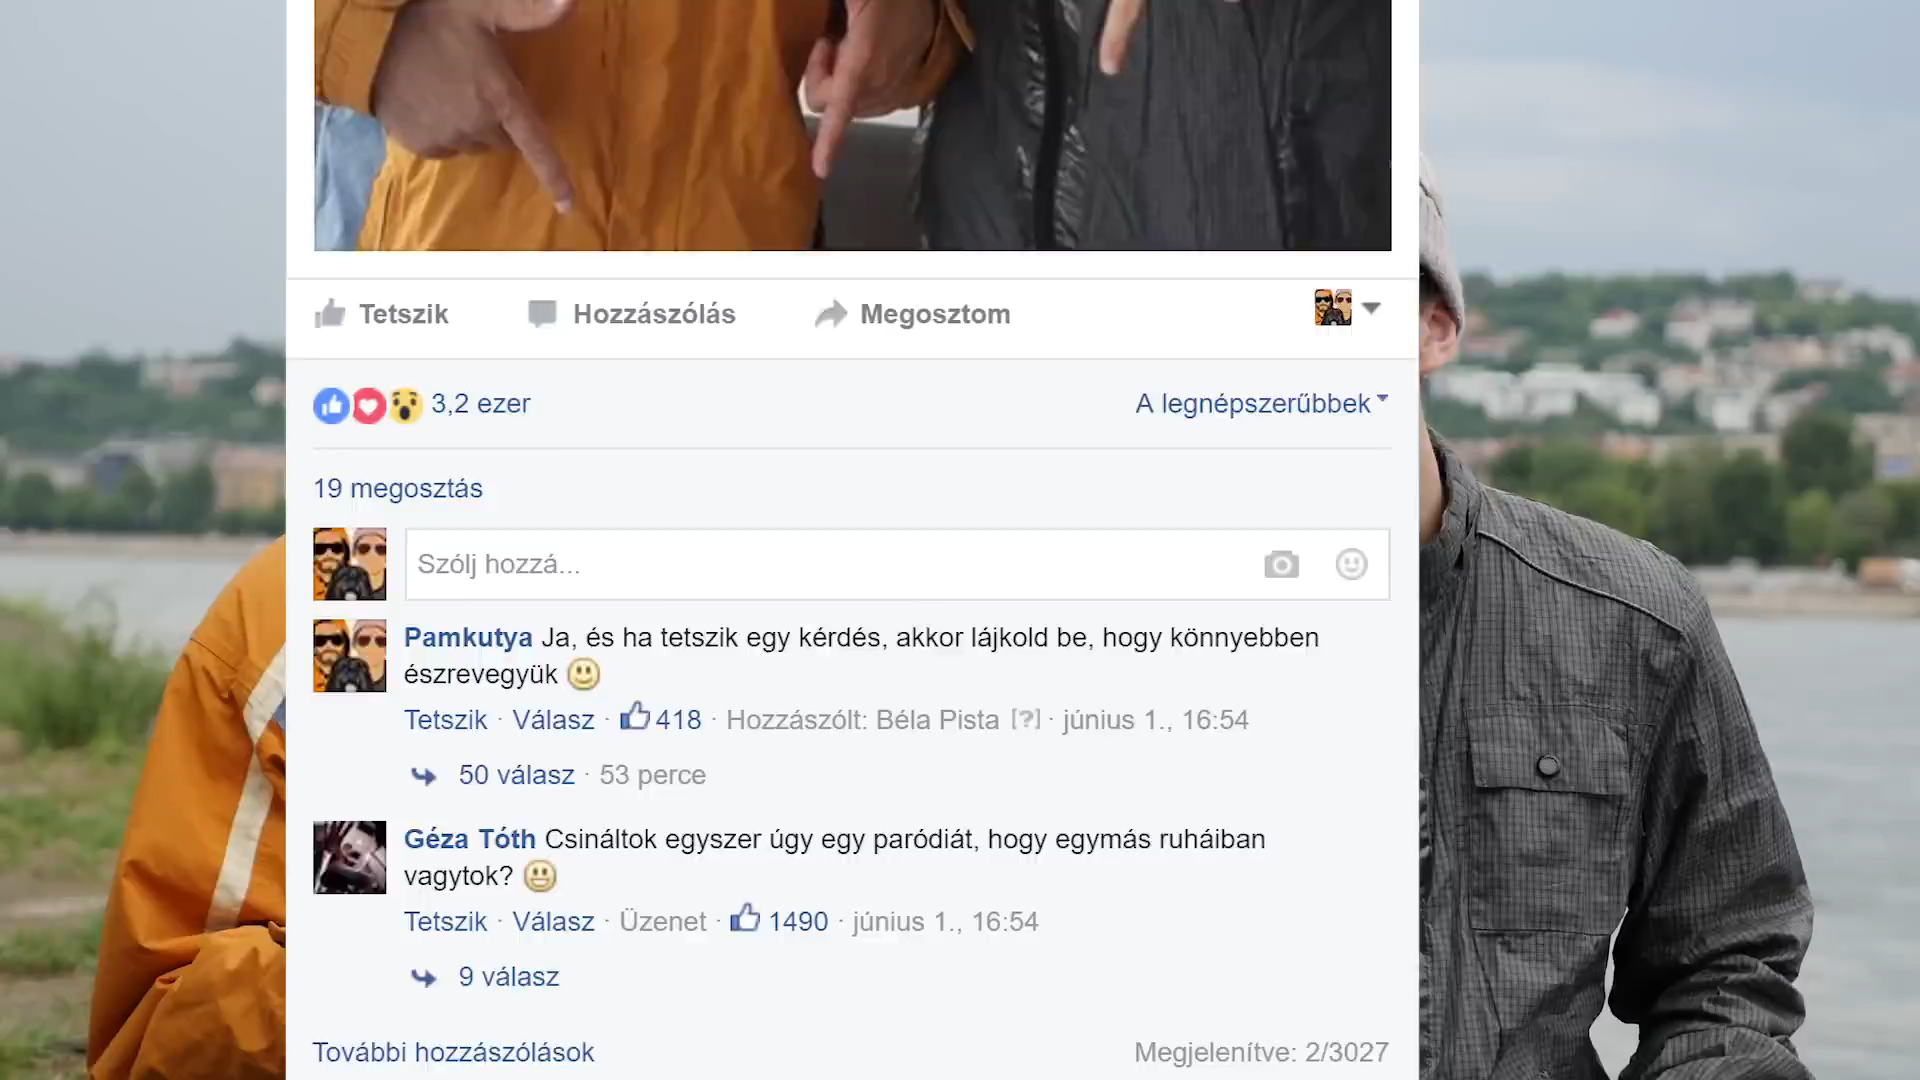 Tetszik Hozzászólás Megosztom
3,2 ezer A legnépszerűbbek
19 megosztás
Szólj hozzá...
Pamkutya Ja, és ha tetszik egy kérdés, akkor lájkold be, hogy könnyebben
észrevegyük
Tetszik · Válasz · 418 · Hozzászólt: Béla Pista [?] · június 1., 16:54
50 válasz · 53 perce
Géza Tóth Csináltok egyszer úgy egy paródiát, hogy egymás ruháiban
vagytok?
Tetszik · Válasz · Üzenet · 1490 · június 1., 16:54
9 válasz
További hozzászólások Megjelenítve: 2/3027